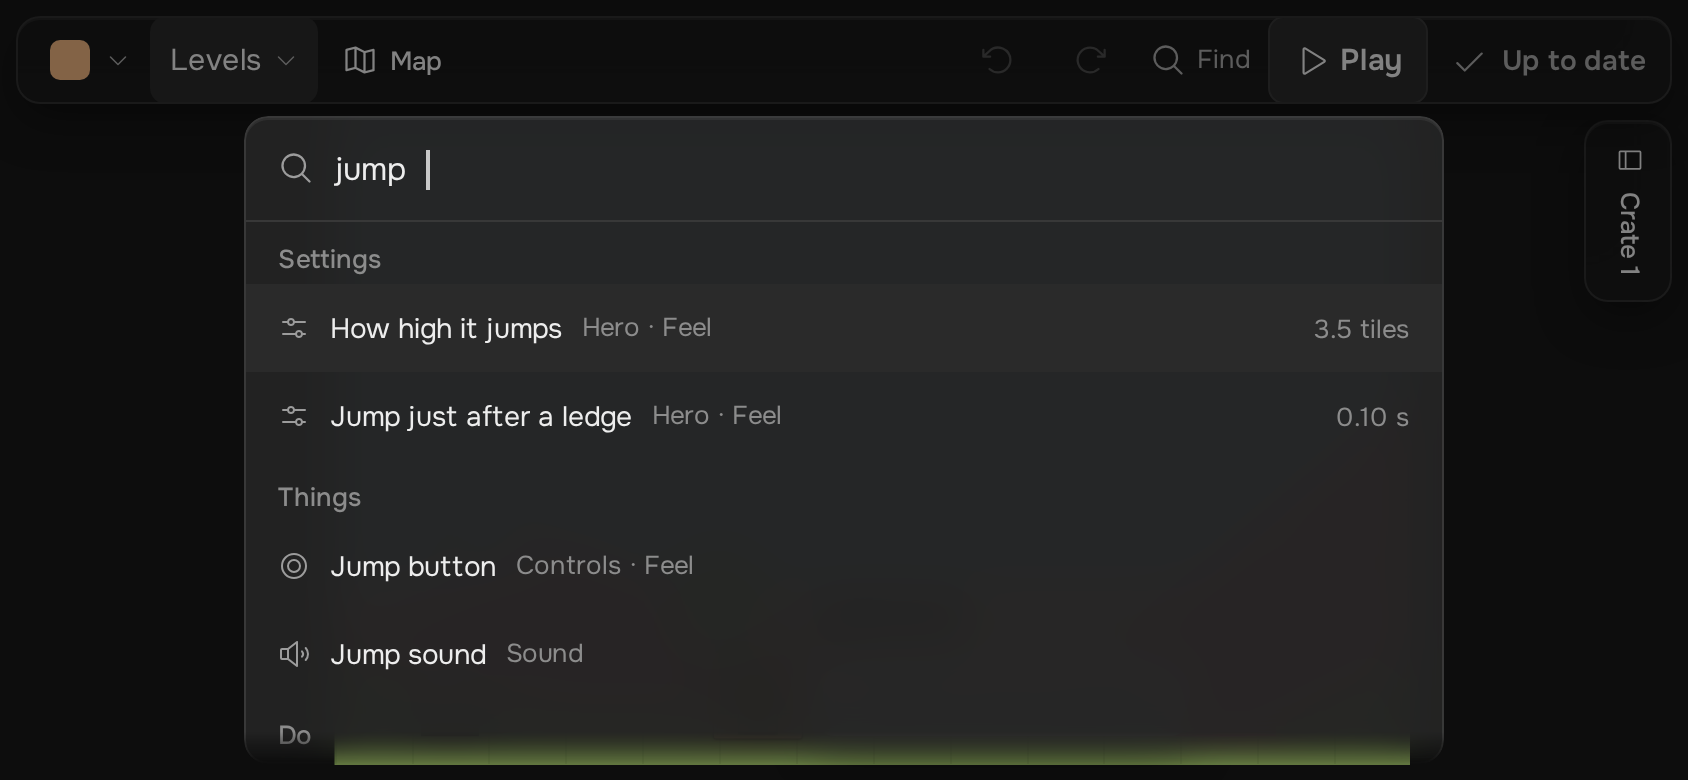 Levels Map Find Play Up to date
jump
Crate 1
Settings
How high it jumps Hero · Feel 3.5 tiles
Jump just after a ledge Hero · Feel 0.10 s
Things
Jump button Controls · Feel
Jump sound Sound
Do